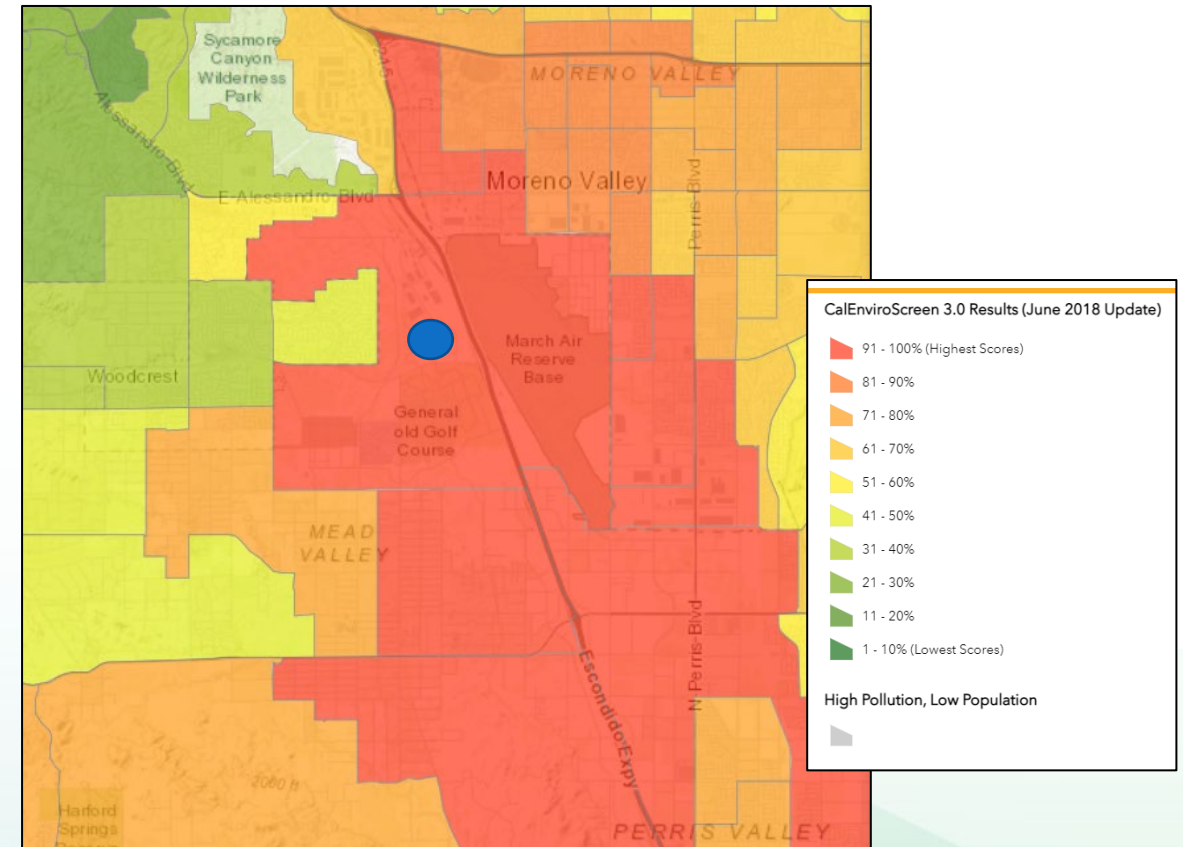 Sycamore
Canyon
Wilderness
Park
215
MORENO VALLEY
Alessandro-Blvd
Moreno Valley
E-Alessandro-Blvd
Perris-Blvd
March Air
Reserve
Base
Woodcrest
General
old Golf
Course
MEAD
VALLEY
N Perris-Blvd
Escondido Expy
2000 ft
Harford
Springs
PERRIS VALLEY
CalEnviroScreen 3.0 Results (June 2018 Update)
91 - 100% (Highest Scores)
81 - 90%
71 - 80%
61 - 70%
51 - 60%
41 - 50%
31 - 40%
21 - 30%
11 - 20%
1 - 10% (Lowest Scores)
High Pollution, Low Population